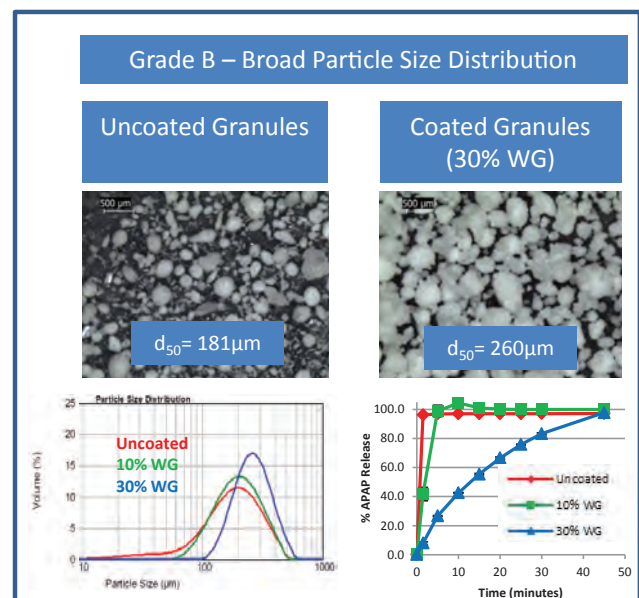 Grade B – Broad Particle Size Distribution
Uncoated Granules
Coated Granules
(30% WG)
500 µm
500 µm
d₅₀= 181µm
d₅₀= 260µm
Particle Size Distribution
Volume (%)
25
20
15
10
5
0
10
100
1000
Particle Size (µm)
Uncoated
10% WG
30% WG
% APAP Release
100.0
80.0
60.0
40.0
20.0
0.0
0
10
20
30
40
50
Time (minutes)
Uncoated
10% WG
30% WG